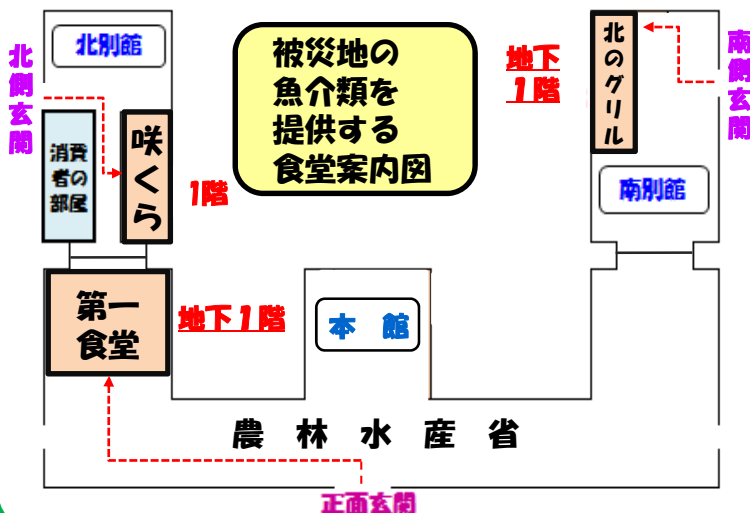 被災地の
魚介類を
提供する
食堂案内図
北側玄関
北別館
消費
者の
部屋
咲くら
1階
地下
1階
北のグリル
南側玄関
南別館
第一
食堂
地下1階
本 館
農 林 水 産 省
正面玄関